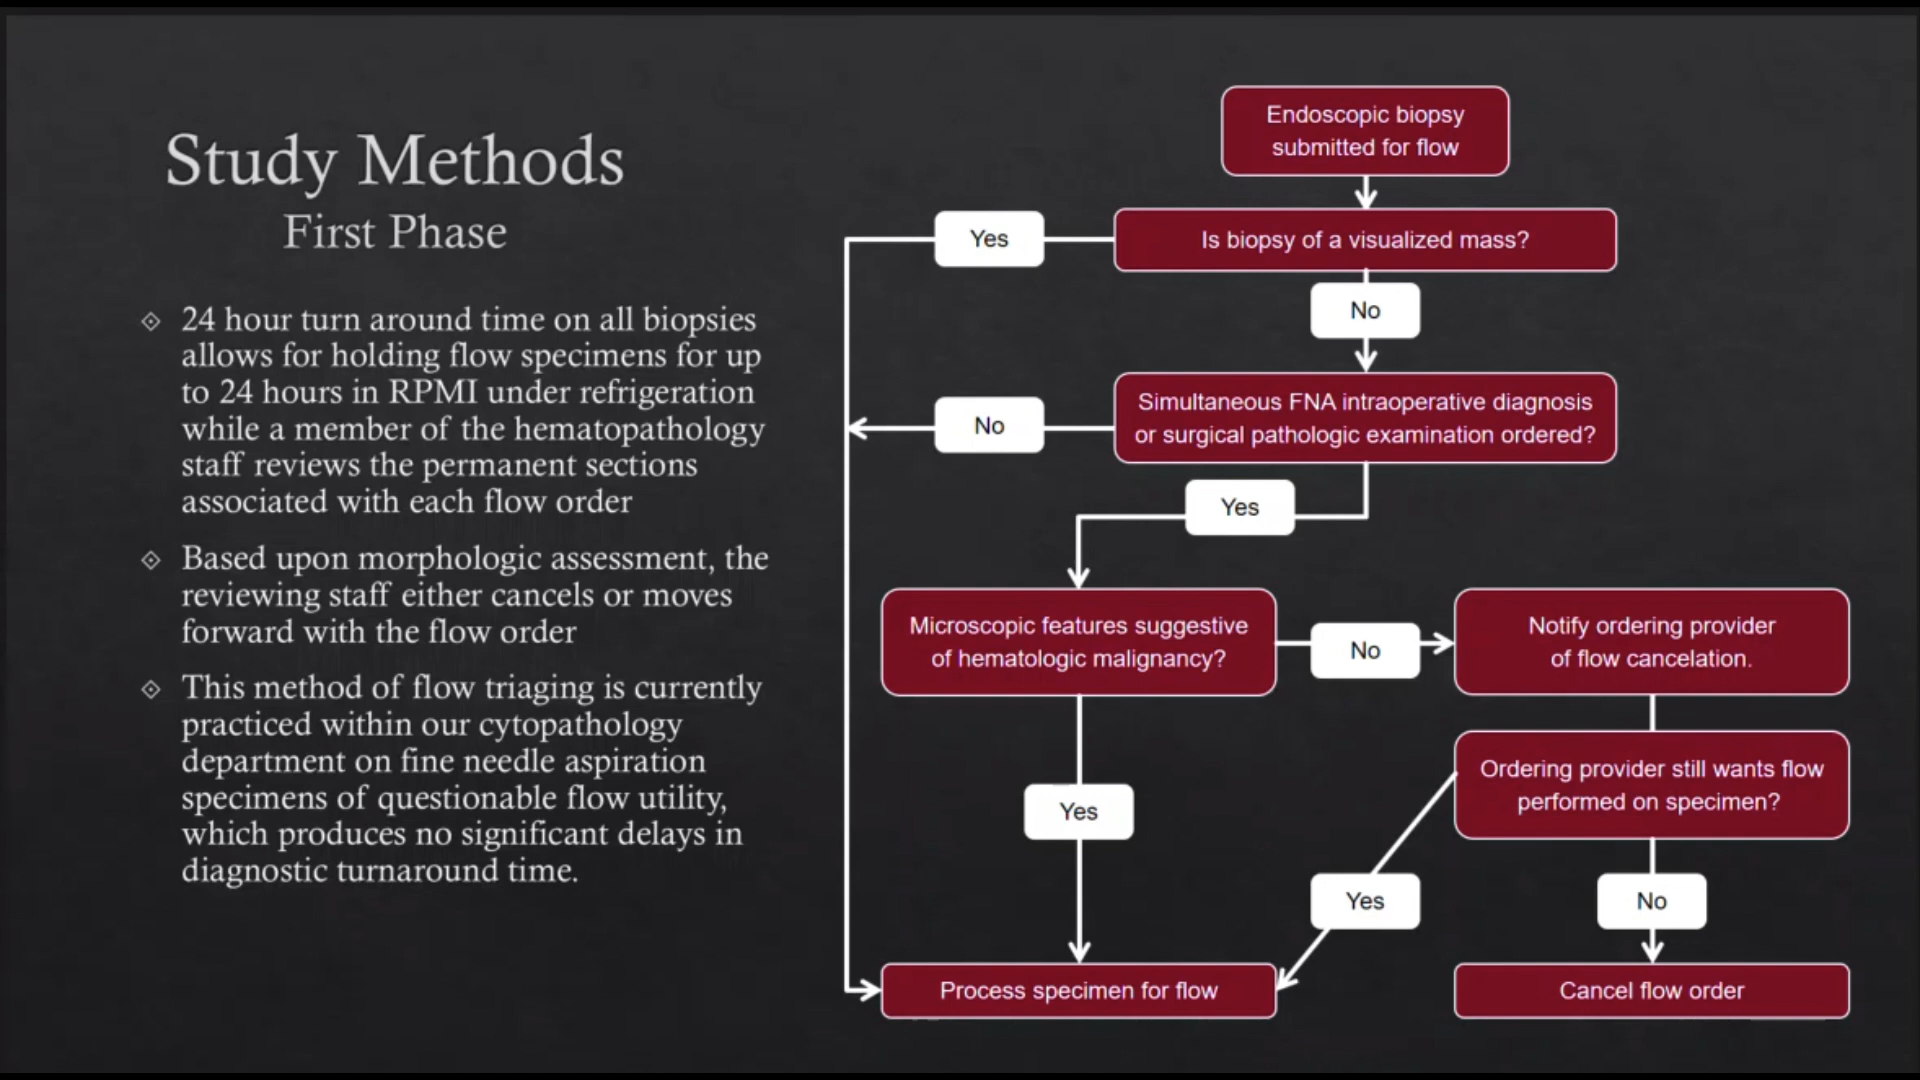 Study Methods
First Phase
24 hour turn around time on all biopsies
allows for holding flow specimens for up
to 24 hours in RPMI under refrigeration
while a member of the hematopathology
staff reviews the permanent sections
associated with each flow order
Based upon morphologic assessment, the
reviewing staff either cancels or moves
forward with the flow order
This method of flow triaging is currently
practiced within our cytopathology
department on fine needle aspiration
specimens of questionable flow utility,
which produces no significant delays in
diagnostic turnaround time.
Endoscopic biopsy
submitted for flow
Yes
Is biopsy of a visualized mass?
No
No
Simultaneous FNA intraoperative diagnosis
or surgical pathologic examination ordered?
Yes
Microscopic features suggestive
of hematologic malignancy?
No
Notify ordering provider
of flow cancelation.
Yes
Ordering provider still wants flow
performed on specimen?
Yes
No
Process specimen for flow
Cancel flow order